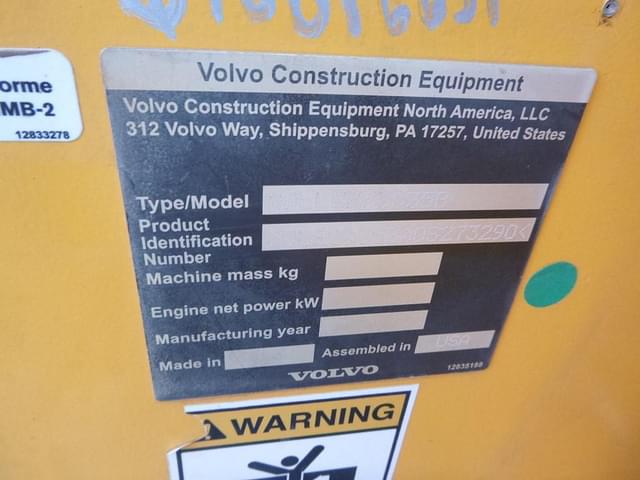 orme
MB-2
12833278
Volvo Construction Equipment
Volvo Construction Equipment North America, LLC
312 Volvo Way, Shippensburg, PA 17257, United States
Type/Model
Product
Identification
Number
Machine mass kg
Engine net power kW
Manufacturing year
Made in
Assembled in USA
VOLVO
12835188
WARNING